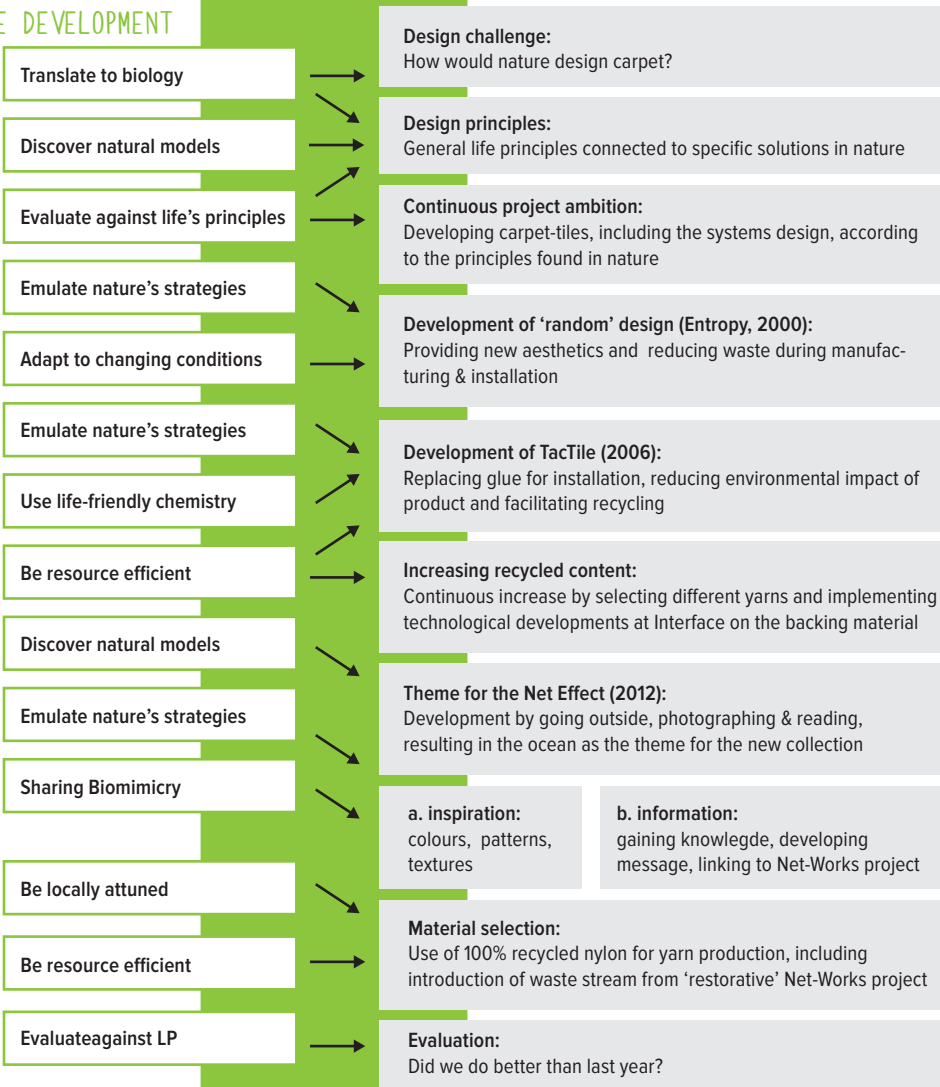 E DEVELOPMENT
Translate to biology
Discover natural models
Evaluate against life's principles
Emulate nature's strategies
Adapt to changing conditions
Emulate nature's strategies
Use life-friendly chemistry
Be resource efficient
Discover natural models
Emulate nature's strategies
Sharing Biomimicry
Be locally attuned
Be resource efficient
Evaluateagainst LP
Design challenge:
How would nature design carpet?
Design principles:
General life principles connected to specific solutions in nature
Continuous project ambition:
Developing carpet-tiles, including the systems design, according
to the principles found in nature
Development of ‘random’ design (Entropy, 2000):
Providing new aesthetics and reducing waste during manufac-
turing & installation
Development of TacTile (2006):
Replacing glue for installation, reducing environmental impact of
product and facilitating recycling
Increasing recycled content:
Continuous increase by selecting different yarns and implementing
technological developments at Interface on the backing material
Theme for the Net Effect (2012):
Development by going outside, photographing & reading,
resulting in the ocean as the theme for the new collection
a. inspiration:
colours, patterns,
textures
b. information:
gaining knowlegde, developing
message, linking to Net-Works project
Material selection:
Use of 100% recycled nylon for yarn production, including
introduction of waste stream from ‘restorative’ Net-Works project
Evaluation:
Did we do better than last year?